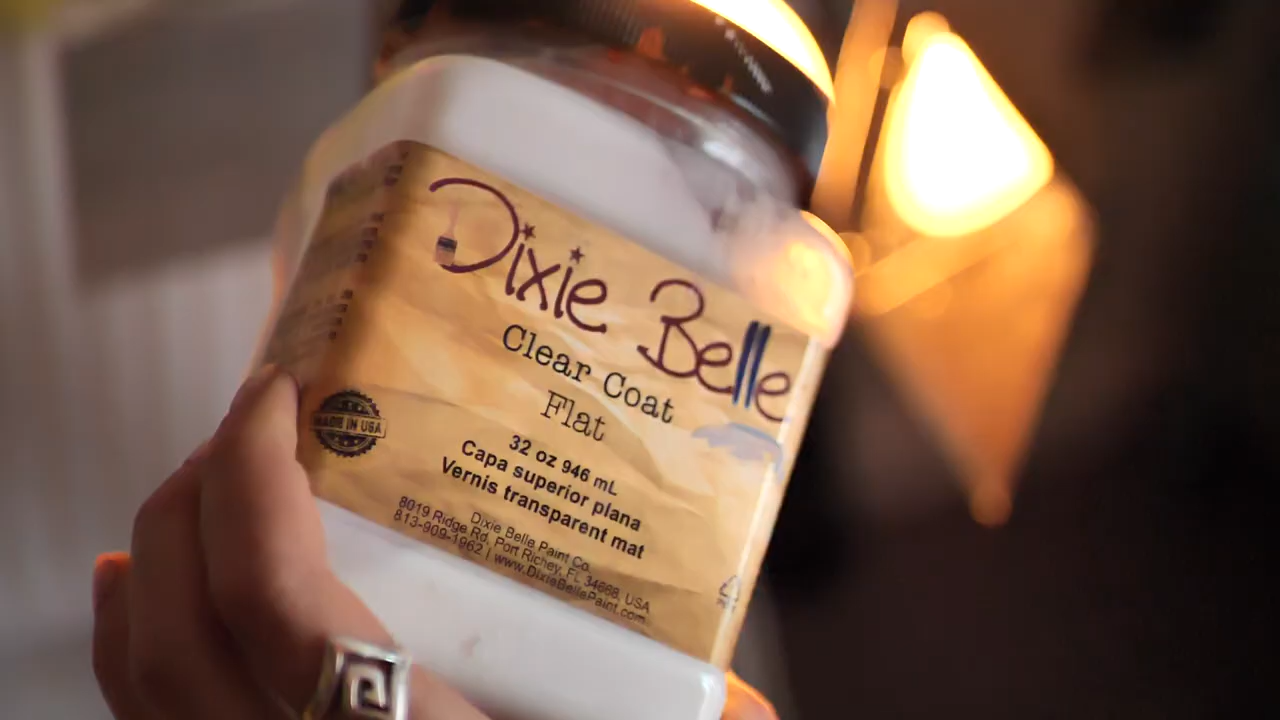 Dixie Belle
Clear Coat
Flat
32 oz 946 mL
Capa superior plana
Vernis transparent mat
Dixie Belle Paint Co.
8019 Ridge Rd, Port Richey, FL 34668, USA
813-909-1962 | www.DixieBellePaint.com
MADE IN USA